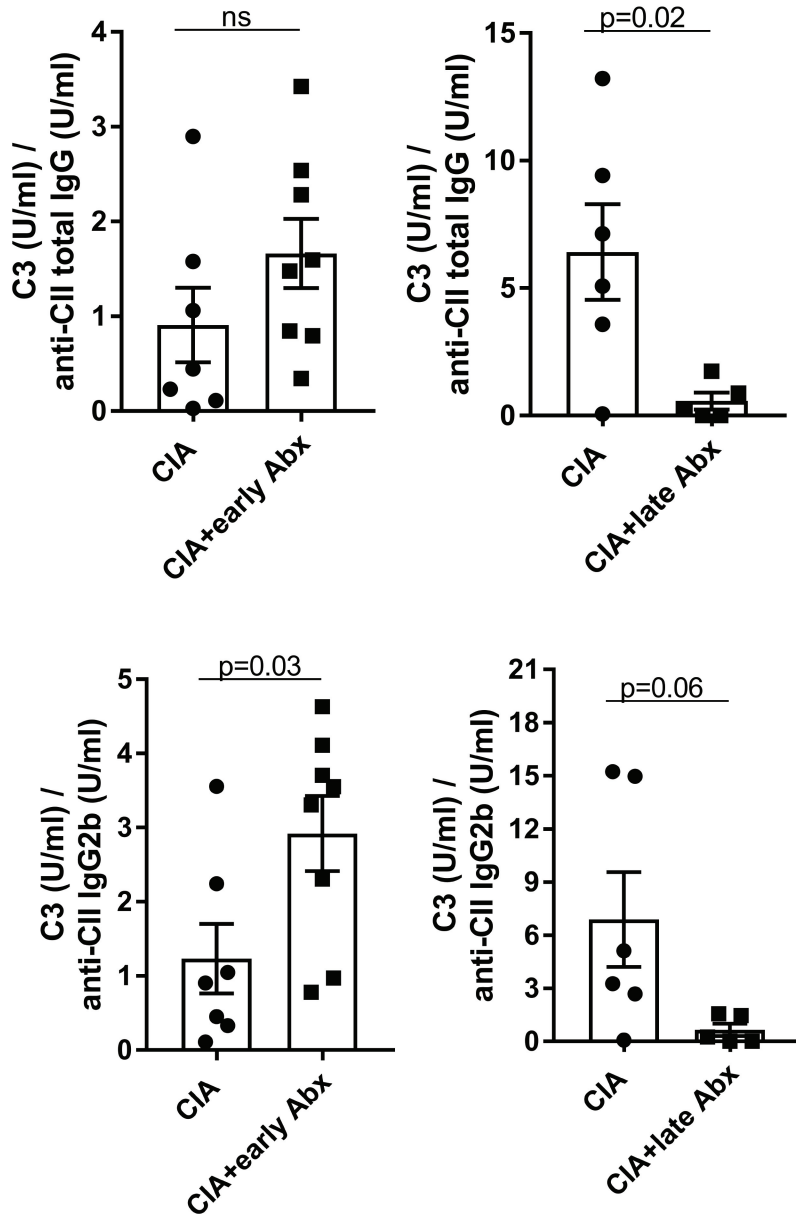 ns
C3 (U/ml) /
anti-CII total IgG (U/ml)
4
3
2
1
0
CIA
CIA+early Abx
p=0.02
C3 (U/ml) /
anti-CII total IgG (U/ml)
15
10
5
0
CIA
CIA+late Abx
p=0.03
C3 (U/ml) /
anti-CII IgG2b (U/ml)
5
4
3
2
1
0
CIA
CIA+early Abx
p=0.06
C3 (U/ml) /
anti-CII IgG2b (U/ml)
21
18
15
12
9
6
3
0
CIA
CIA+late Abx